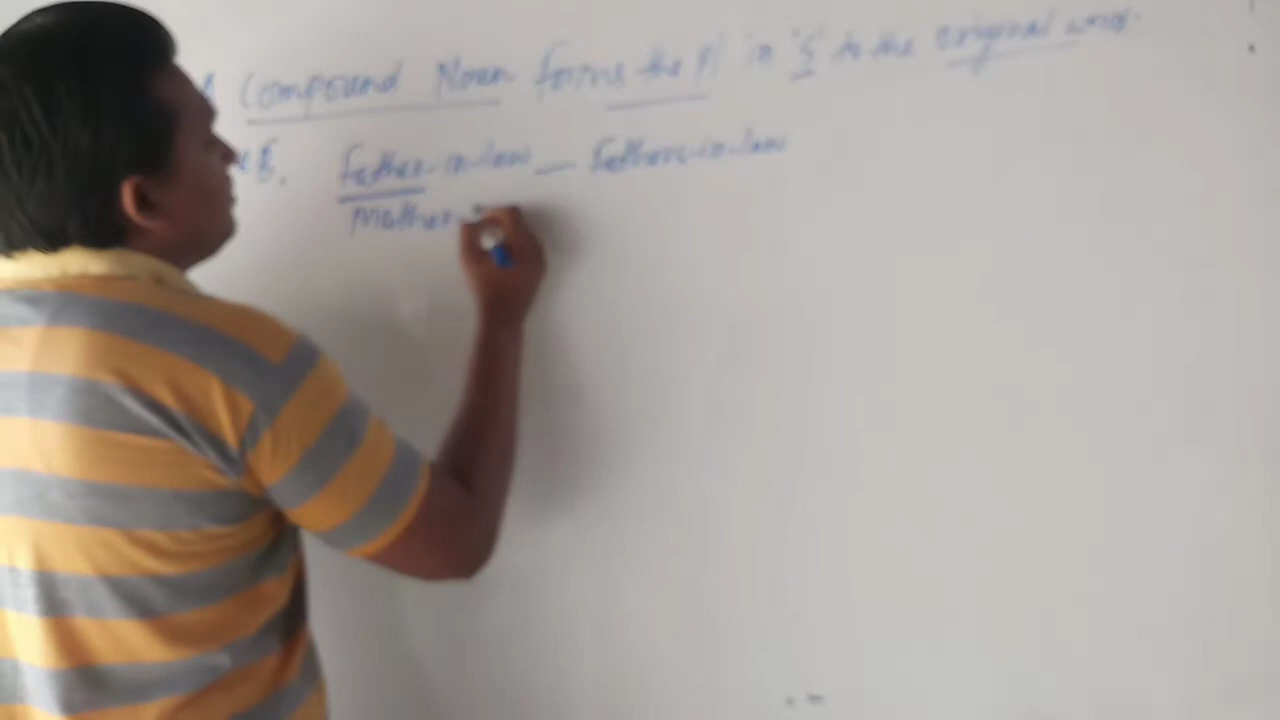 A Compound Noun forms the pl in 's' to the original word.
Father-in-law — Fathers-in-law
Mother-